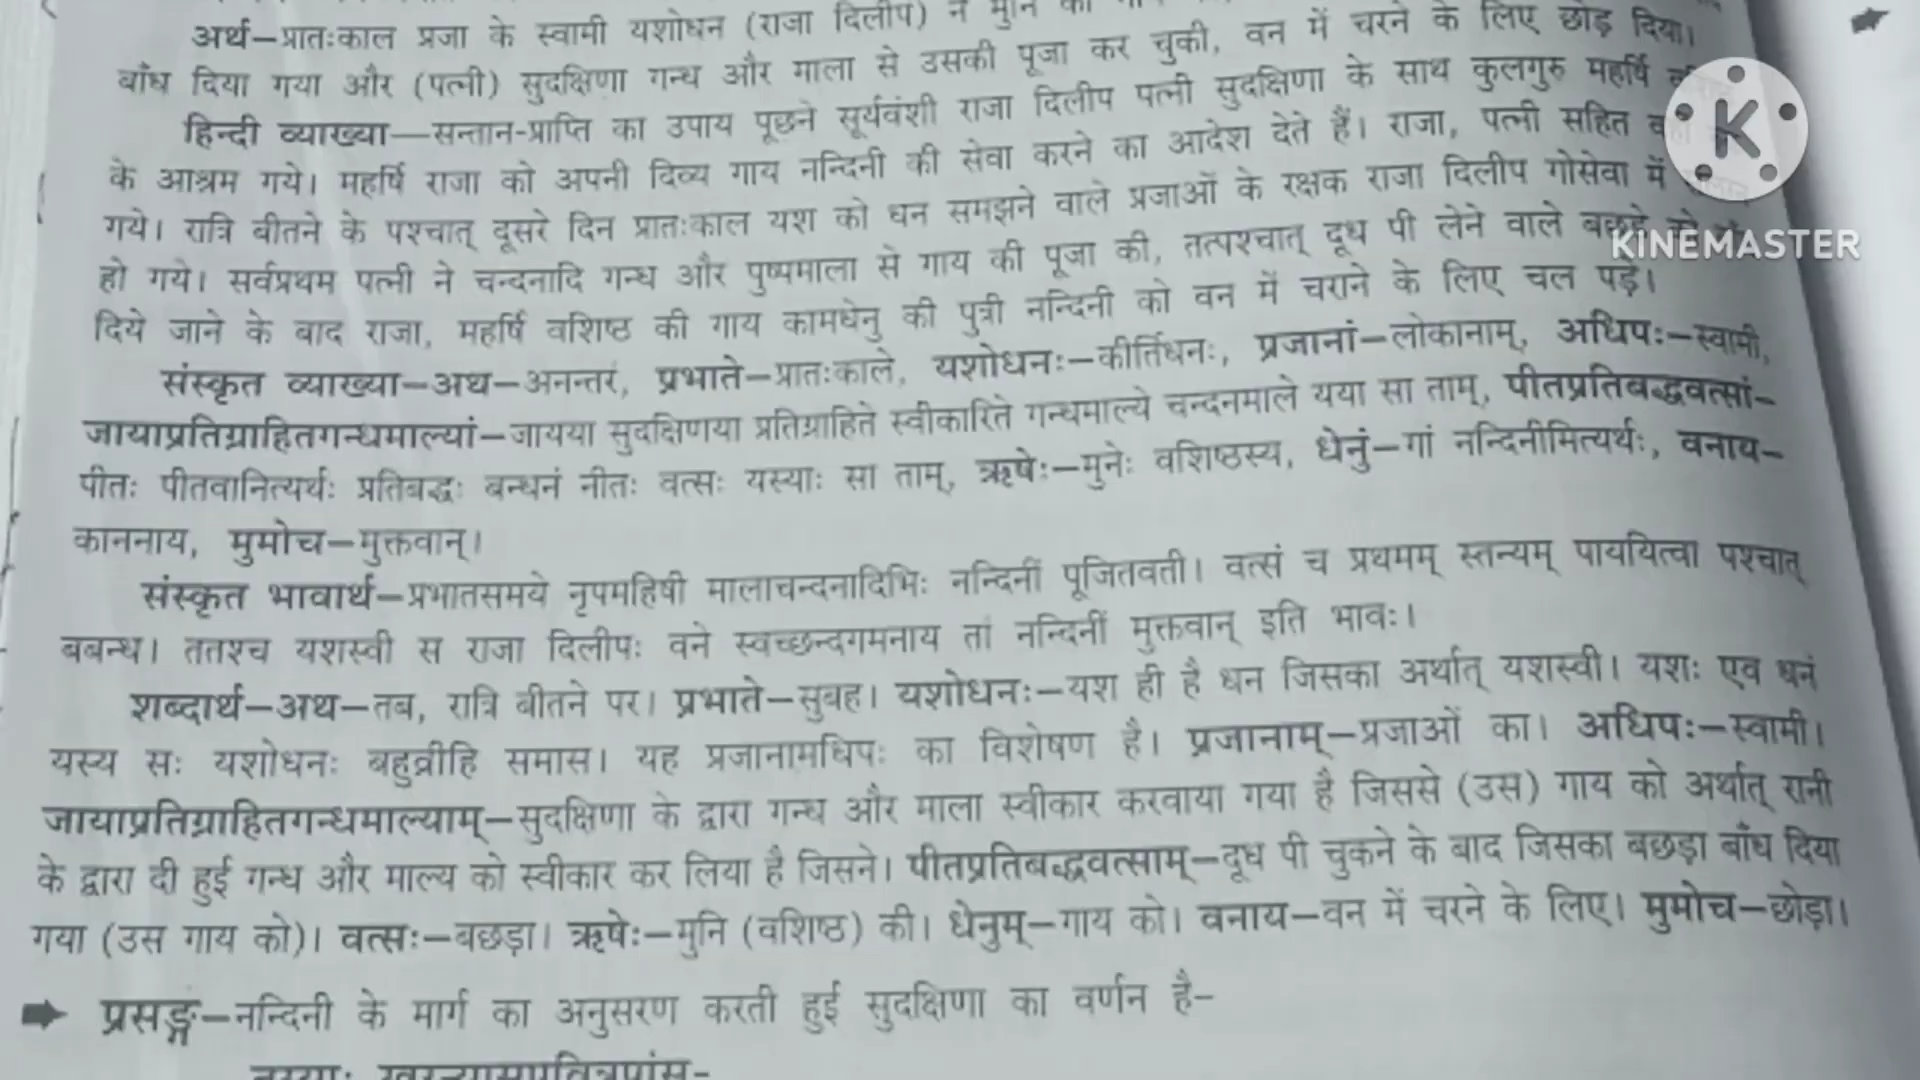 अर्थ–प्रातःकाल प्रजा के स्वामी यशोधन (राजा दिलीप) ने मुनि की
बाँध दिया गया और (पत्नी) सुदक्षिणा गन्ध और माला से उसकी पूजा कर चुकी, वन में चरने के लिए छोड़ दिया।
हिन्दी व्याख्या—सन्तान-प्राप्ति का उपाय पूछने सूर्यवंशी राजा दिलीप पत्नी सुदक्षिणा के साथ कुलगुरु महर्षि
के आश्रम गये। महर्षि राजा को अपनी दिव्य गाय नन्दिनी की सेवा करने का आदेश देते हैं। राजा, पत्नी सहित
गये। रात्रि बीतने के पश्चात् दूसरे दिन प्रातःकाल यश को धन समझने वाले प्रजाओं के रक्षक राजा दिलीप गोसेवा में
हो गये। सर्वप्रथम पत्नी ने चन्दनादि गन्ध और पुष्पमाला से गाय की पूजा की, तत्पश्चात् दूध पी लेने वाले बछड़े
दिये जाने के बाद राजा, महर्षि वशिष्ठ की गाय कामधेनु की पुत्री नन्दिनी को वन में चराने के लिए चल पड़े।
संस्कृत व्याख्या–अथ–अनन्तरं, प्रभाते–प्रातःकाले, यशोधनः–कीर्तिधनः, प्रजानां–लोकानाम्, अधिपः–स्वामी,
जायाप्रतिग्राहितगन्धमाल्यां–जायया सुदक्षिणया प्रतिग्राहिते स्वीकारिते गन्धमाल्ये चन्दनमाले यया सा ताम्, पीतप्रतिबद्धवत्सां–
पीतः पीतवानित्यर्थः प्रतिबद्धः बन्धनं नीतः वत्सः यस्याः सा ताम्, ऋषेः–मुनेः वशिष्ठस्य, धेनुं–गां नन्दिनीमित्यर्थः, वनाय–
काननाय, मुमोच–मुक्तवान्।
संस्कृत भावार्थ–प्रभातसमये नृपमहिषी मालाचन्दनादिभिः नन्दिनीं पूजितवती। वत्सं च प्रथमम् स्तन्यम् पाययित्वा पश्चात्
बबन्ध। ततश्च यशस्वी स राजा दिलीपः वने स्वच्छन्दगमनाय तां नन्दिनीं मुक्तवान् इति भावः।
शब्दार्थ–अथ–तब, रात्रि बीतने पर। प्रभाते–सुबह। यशोधनः–यश ही है धन जिसका अर्थात् यशस्वी। यशः एव धनं
यस्य सः यशोधनः बहुव्रीहि समास। यह प्रजानामधिपः का विशेषण है। प्रजानाम्–प्रजाओं का। अधिपः–स्वामी।
जायाप्रतिग्राहितगन्धमाल्याम्–सुदक्षिणा के द्वारा गन्ध और माला स्वीकार करवाया गया है जिससे (उस) गाय को अर्थात् रानी
के द्वारा दी हुई गन्ध और माल्य को स्वीकार कर लिया है जिसने। पीतप्रतिबद्धवत्साम्–दूध पी चुकने के बाद जिसका बछड़ा बाँध दिया
गया (उस गाय को)। वत्सः–बछड़ा। ऋषेः–मुनि (वशिष्ठ) की। धेनुम्–गाय को। वनाय–वन में चरने के लिए। मुमोच–छोड़ा।
प्रसङ्ग–नन्दिनी के मार्ग का अनुसरण करती हुई सुदक्षिणा का वर्णन है–
K
KINEMASTER